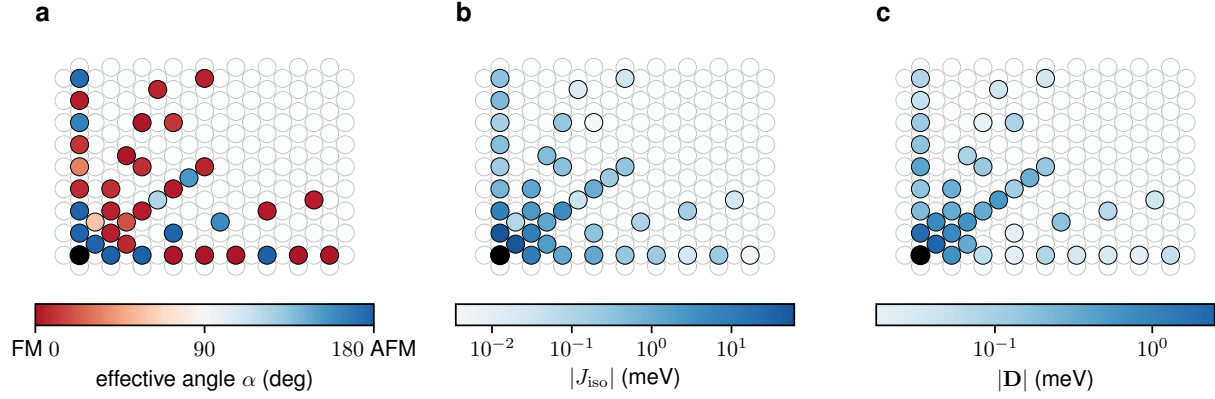 a
b
c
FM 0 90 180 AFM
effective angle α (deg)
10⁻² 10⁻¹ 10⁰ 10¹
|J_iso| (meV)
10⁻¹ 10⁰
|D| (meV)